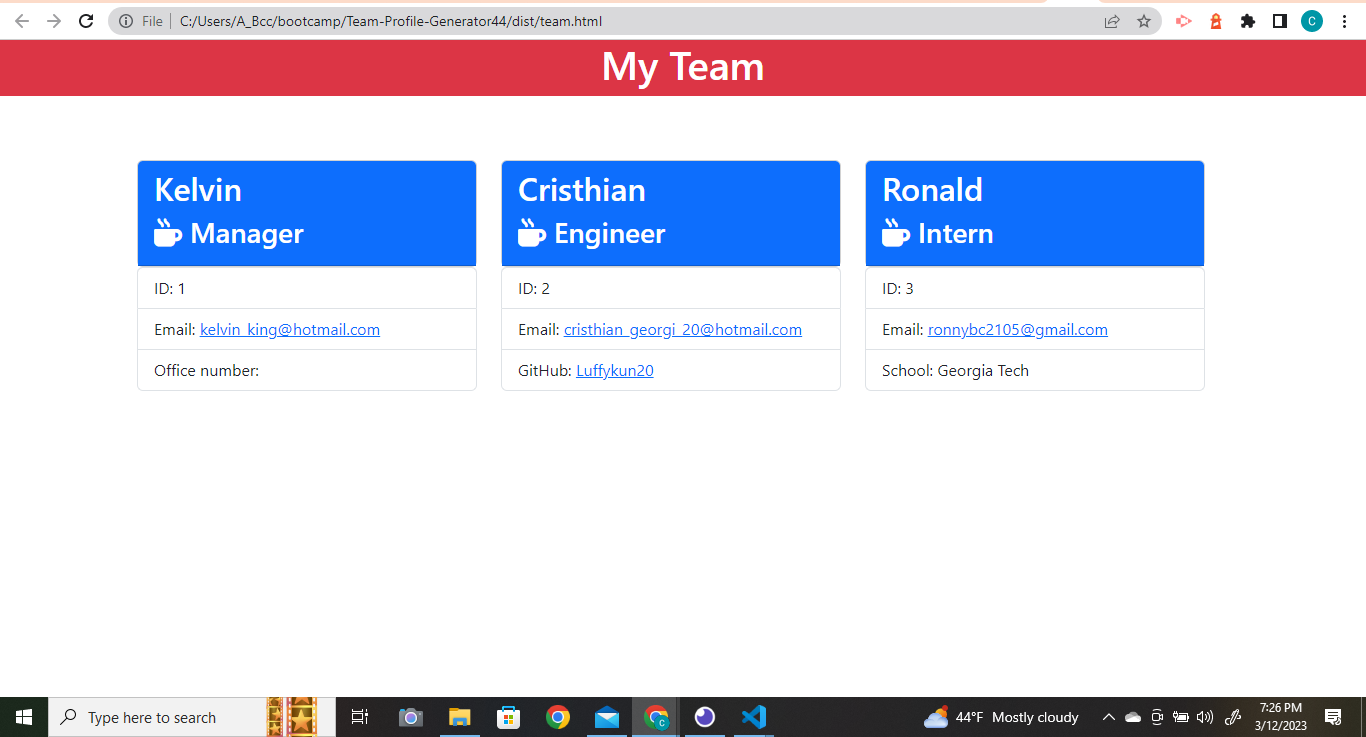 File C:/Users/A_Bcc/bootcamp/Team-Profile-Generator44/dist/team.html
C
My Team
Kelvin
Manager
ID: 1
Email: kelvin_king@hotmail.com
Office number:
Cristhian
Engineer
ID: 2
Email: cristhian_georgi_20@hotmail.com
GitHub: Luffykun20
Ronald
Intern
ID: 3
Email: ronnybc2105@gmail.com
School: Georgia Tech
Type here to search
C
44°F Mostly cloudy
7:26 PM
3/12/2023